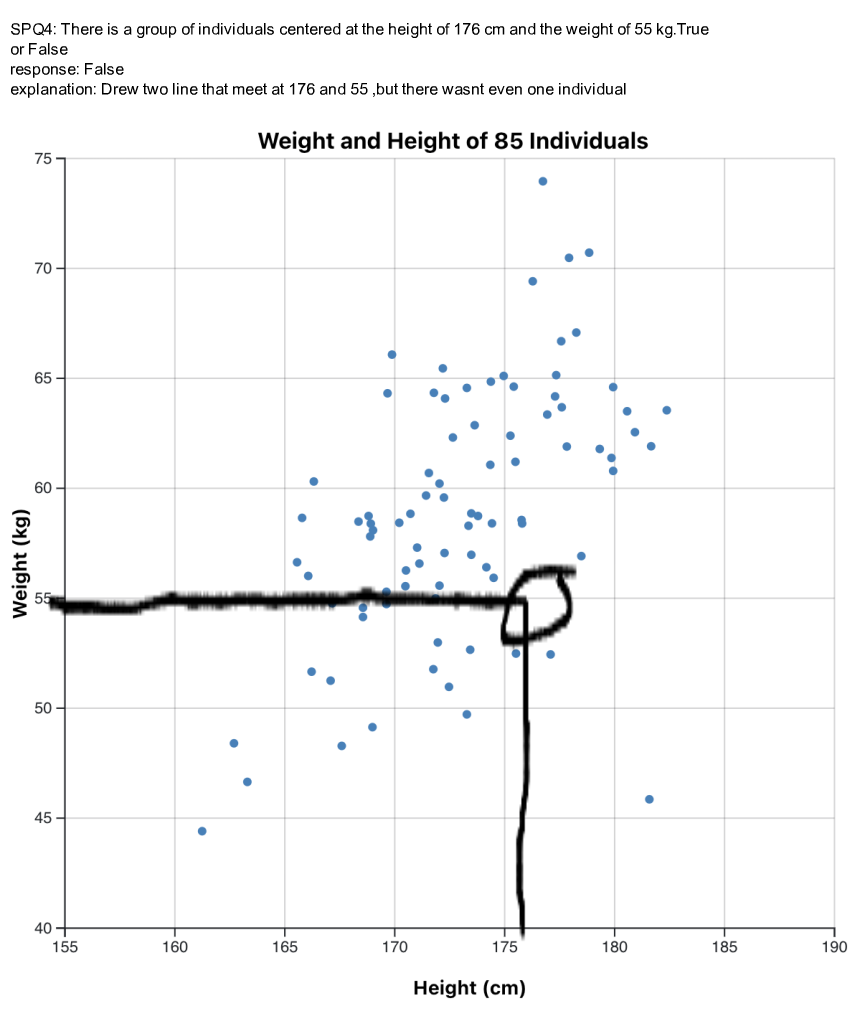 SPQ4: There is a group of individuals centered at the height of 176 cm and the weight of 55 kg.True
or False
response: False
explanation: Drew two line that meet at 176 and 55 ,but there wasnt even one individual
Weight and Height of 85 Individuals
75
70
65
60
55
50
45
40
Weight (kg)
155 160 165 170 175 180 185 190
Height (cm)